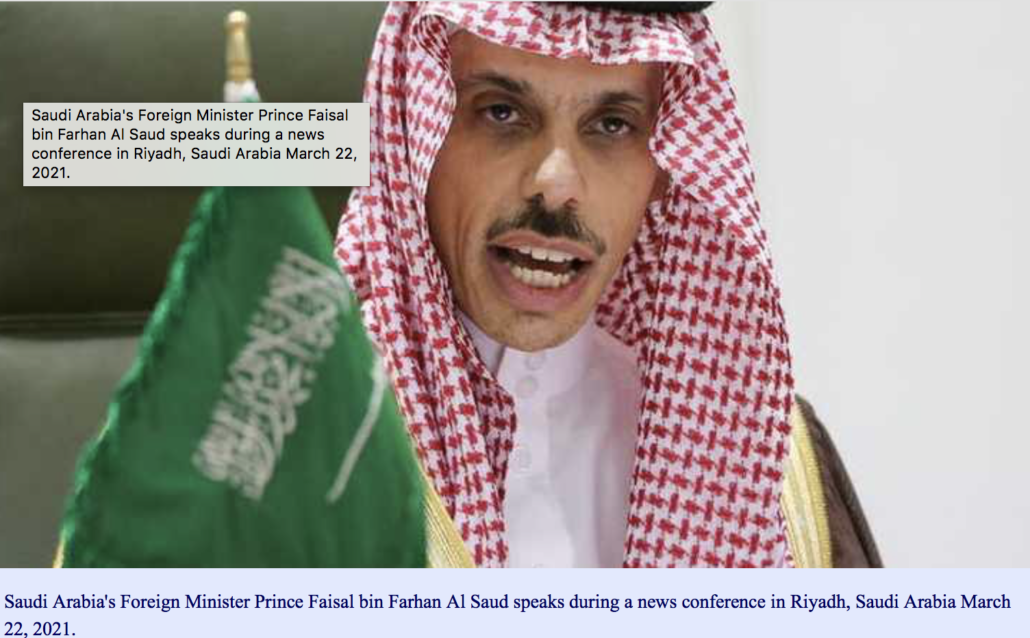 Saudi Arabia's Foreign Minister Prince Faisal
bin Farhan Al Saud speaks during a news
conference in Riyadh, Saudi Arabia March 22,
2021.
Saudi Arabia's Foreign Minister Prince Faisal bin Farhan Al Saud speaks during a news conference in Riyadh, Saudi Arabia March
22, 2021.